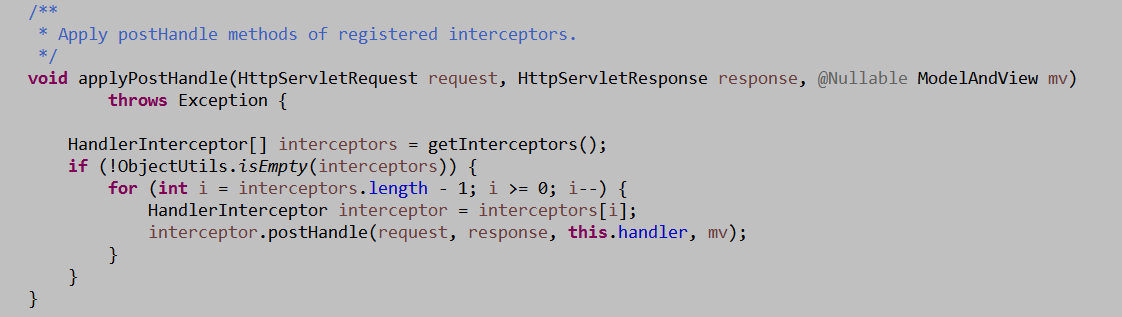 /**
 * Apply postHandle methods of registered interceptors.
 */
void applyPostHandle(HttpServletRequest request, HttpServletResponse response, @Nullable ModelAndView mv)
        throws Exception {

    HandlerInterceptor[] interceptors = getInterceptors();
    if (!ObjectUtils.isEmpty(interceptors)) {
        for (int i = interceptors.length - 1; i >= 0; i--) {
            HandlerInterceptor interceptor = interceptors[i];
            interceptor.postHandle(request, response, this.handler, mv);
        }
    }
}